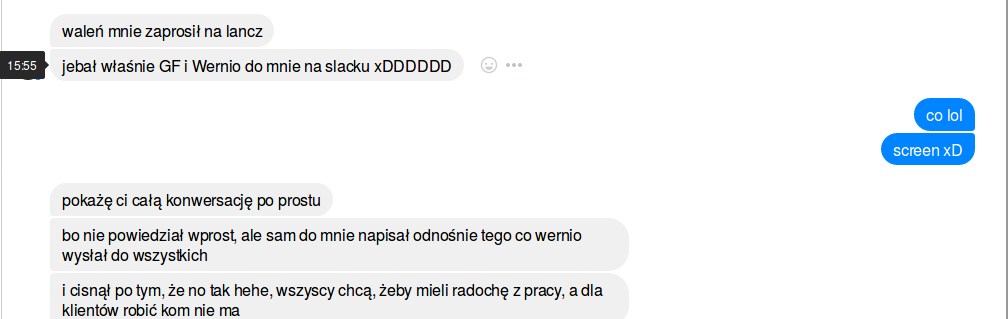 waleń mnie zaprosił na lancz
15:55
jebał właśnie GF i Wernio do mnie na slacku xDDDDDD
co lol
screen xD
pokażę ci całą konwersację po prostu
bo nie powiedział wprost, ale sam do mnie napisał odnośnie tego co wernio
wysłał do wszystkich
i cisnął po tym, że no tak hehe, wszyscy chcą, żeby mieli radochę z pracy, a dla
klientów robić kom nie ma